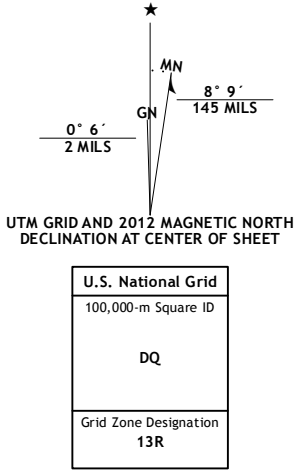 MN
8° 9´
145 MILS
GN
0° 6´
2 MILS
UTM GRID AND 2012 MAGNETIC NORTH
DECLINATION AT CENTER OF SHEET
U.S. National Grid
100,000-m Square ID
DQ
Grid Zone Designation
13R